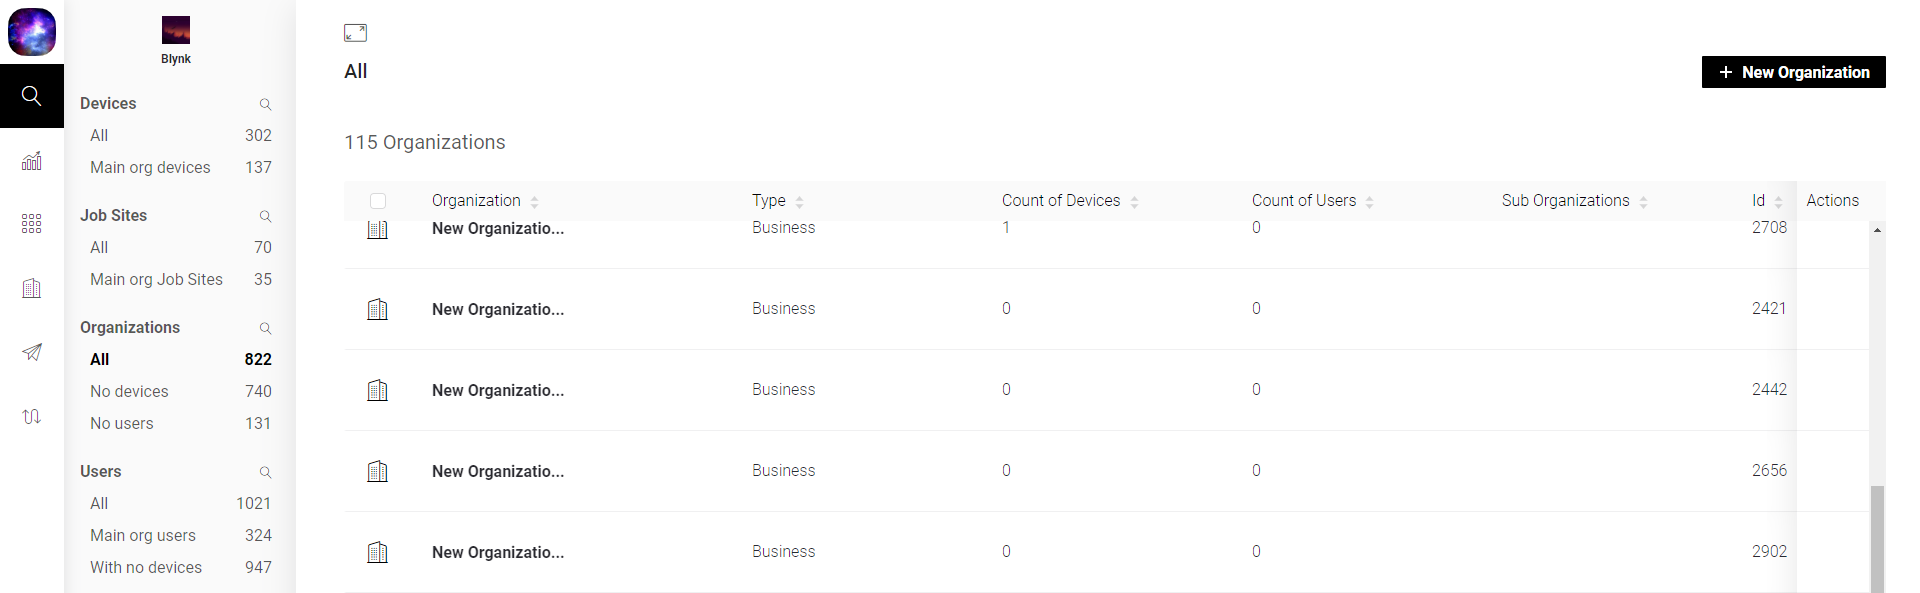 Blynk
Devices
All 302
Main org devices 137
Job Sites
All 70
Main org Job Sites 35
Organizations
All 822
No devices 740
No users 131
Users
All 1021
Main org users 324
With no devices 947
All
+ New Organization
115 Organizations
Organization Type Count of Devices Count of Users Sub Organizations Id Actions
New Organizatio... Business 1 0 2708
New Organizatio... Business 0 0 2421
New Organizatio... Business 0 0 2442
New Organizatio... Business 0 0 2656
New Organizatio... Business 0 0 2902